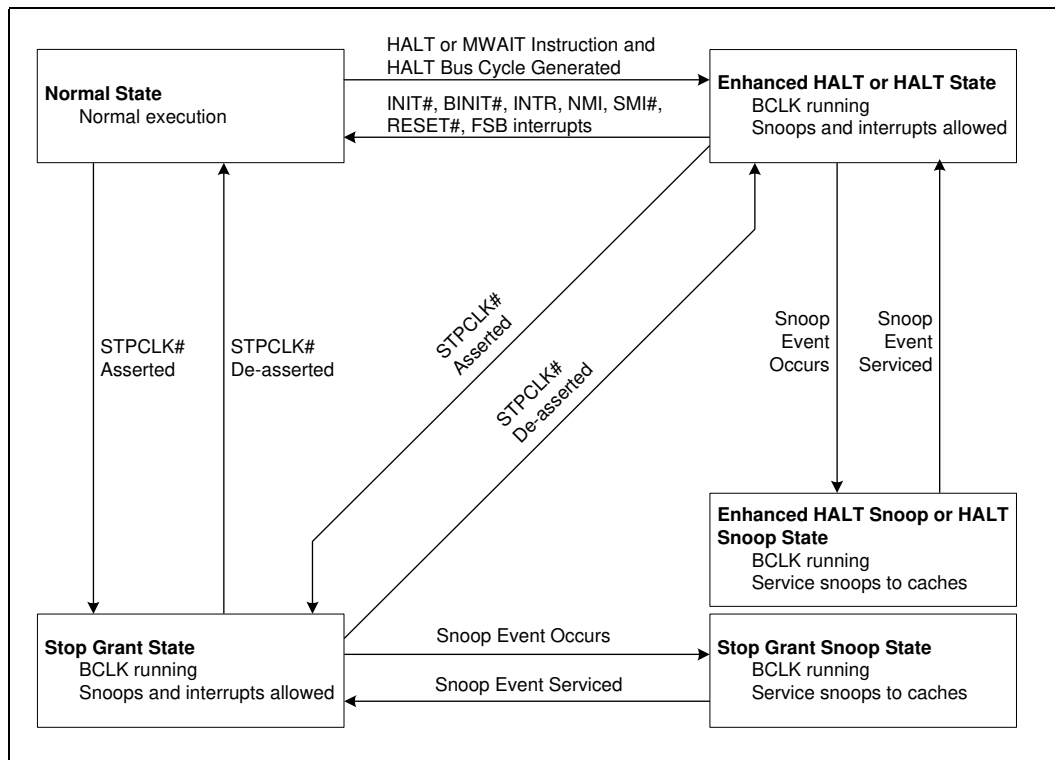 HALT or MWAIT Instruction and
HALT Bus Cycle Generated
Normal State
Normal execution
INIT#, BINIT#, INTR, NMI, SMI#,
RESET#, FSB interrupts
Enhanced HALT or HALT State
BCLK running
Snoops and interrupts allowed
STPCLK#
Asserted
STPCLK#
De-asserted
STPCLK#
Asserted
STPCLK#
De-asserted
Snoop
Event
Occurs
Snoop
Event
Serviced
Enhanced HALT Snoop or HALT
Snoop State
BCLK running
Service snoops to caches
Stop Grant State
BCLK running
Snoops and interrupts allowed
Snoop Event Occurs
Snoop Event Serviced
Stop Grant Snoop State
BCLK running
Service snoops to caches